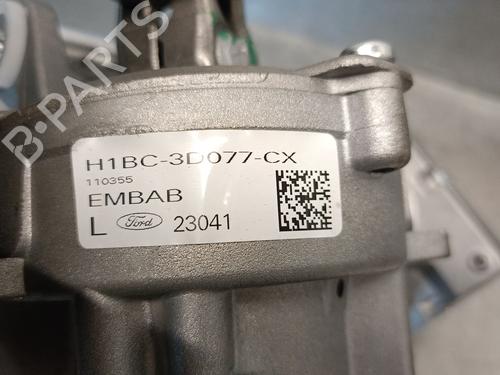 B-PARTS
H1BC-3D077-CX
110355
EMBAB
L Ford 23041